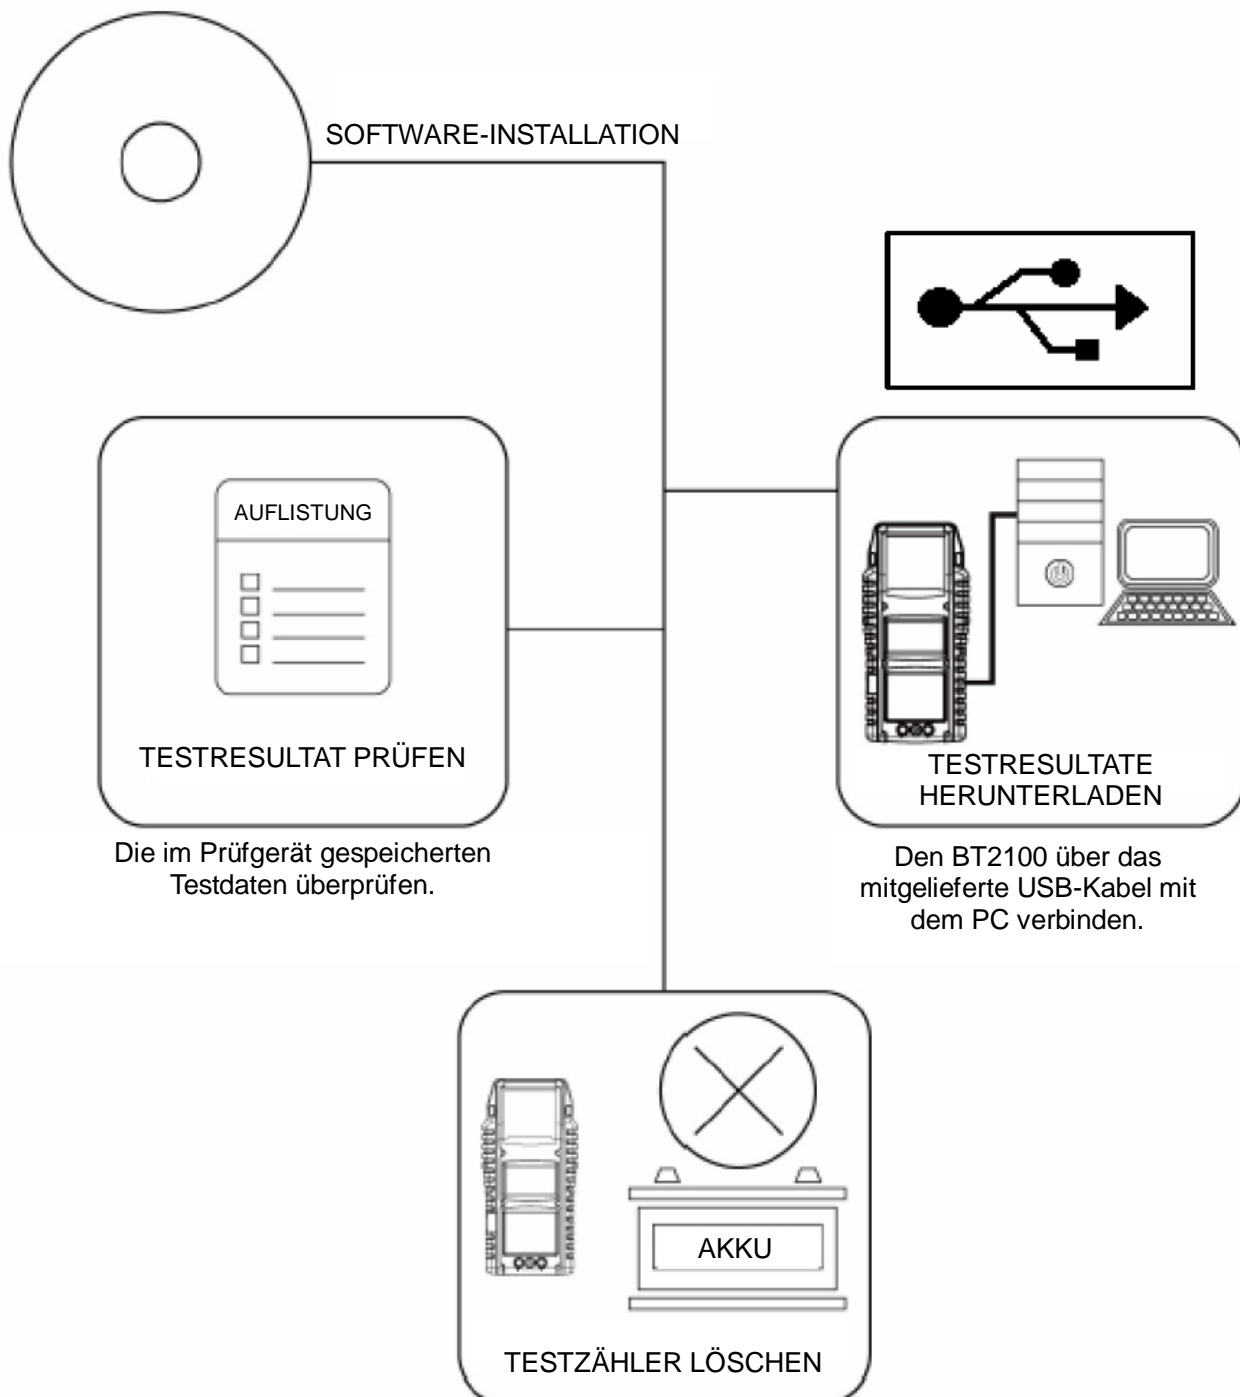 SOFTWARE-INSTALLATION
AUFLISTUNG
TESTRESULTAT PRÜFEN
Die im Prüfgerät gespeicherten
Testdaten überprüfen.
TESTRESULTATE
HERUNTERLADEN
Den BT2100 über das
mitgelieferte USB-Kabel mit
dem PC verbinden.
AKKU
TESTZÄHLER LÖSCHEN